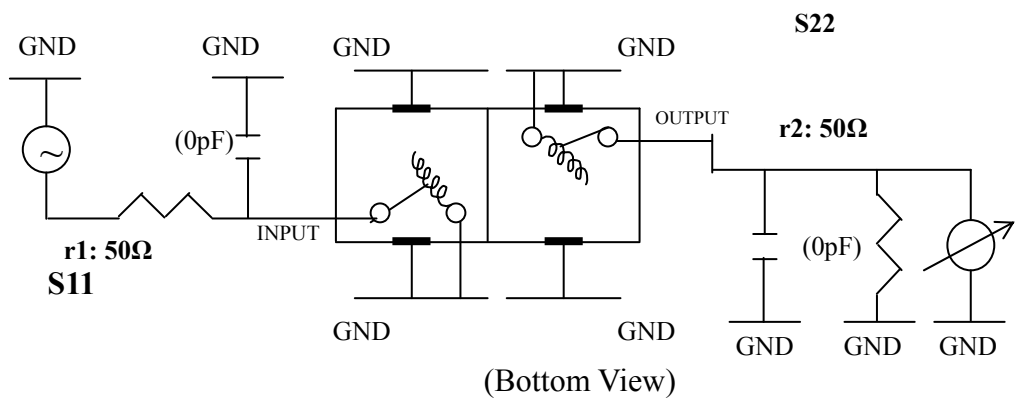 S22
GND
GND
GND
GND
(0pF)
OUTPUT
r2: 50Ω
~
INPUT
r1: 50Ω
S11
(0pF)
GND
GND
GND
GND
GND
(Bottom View)